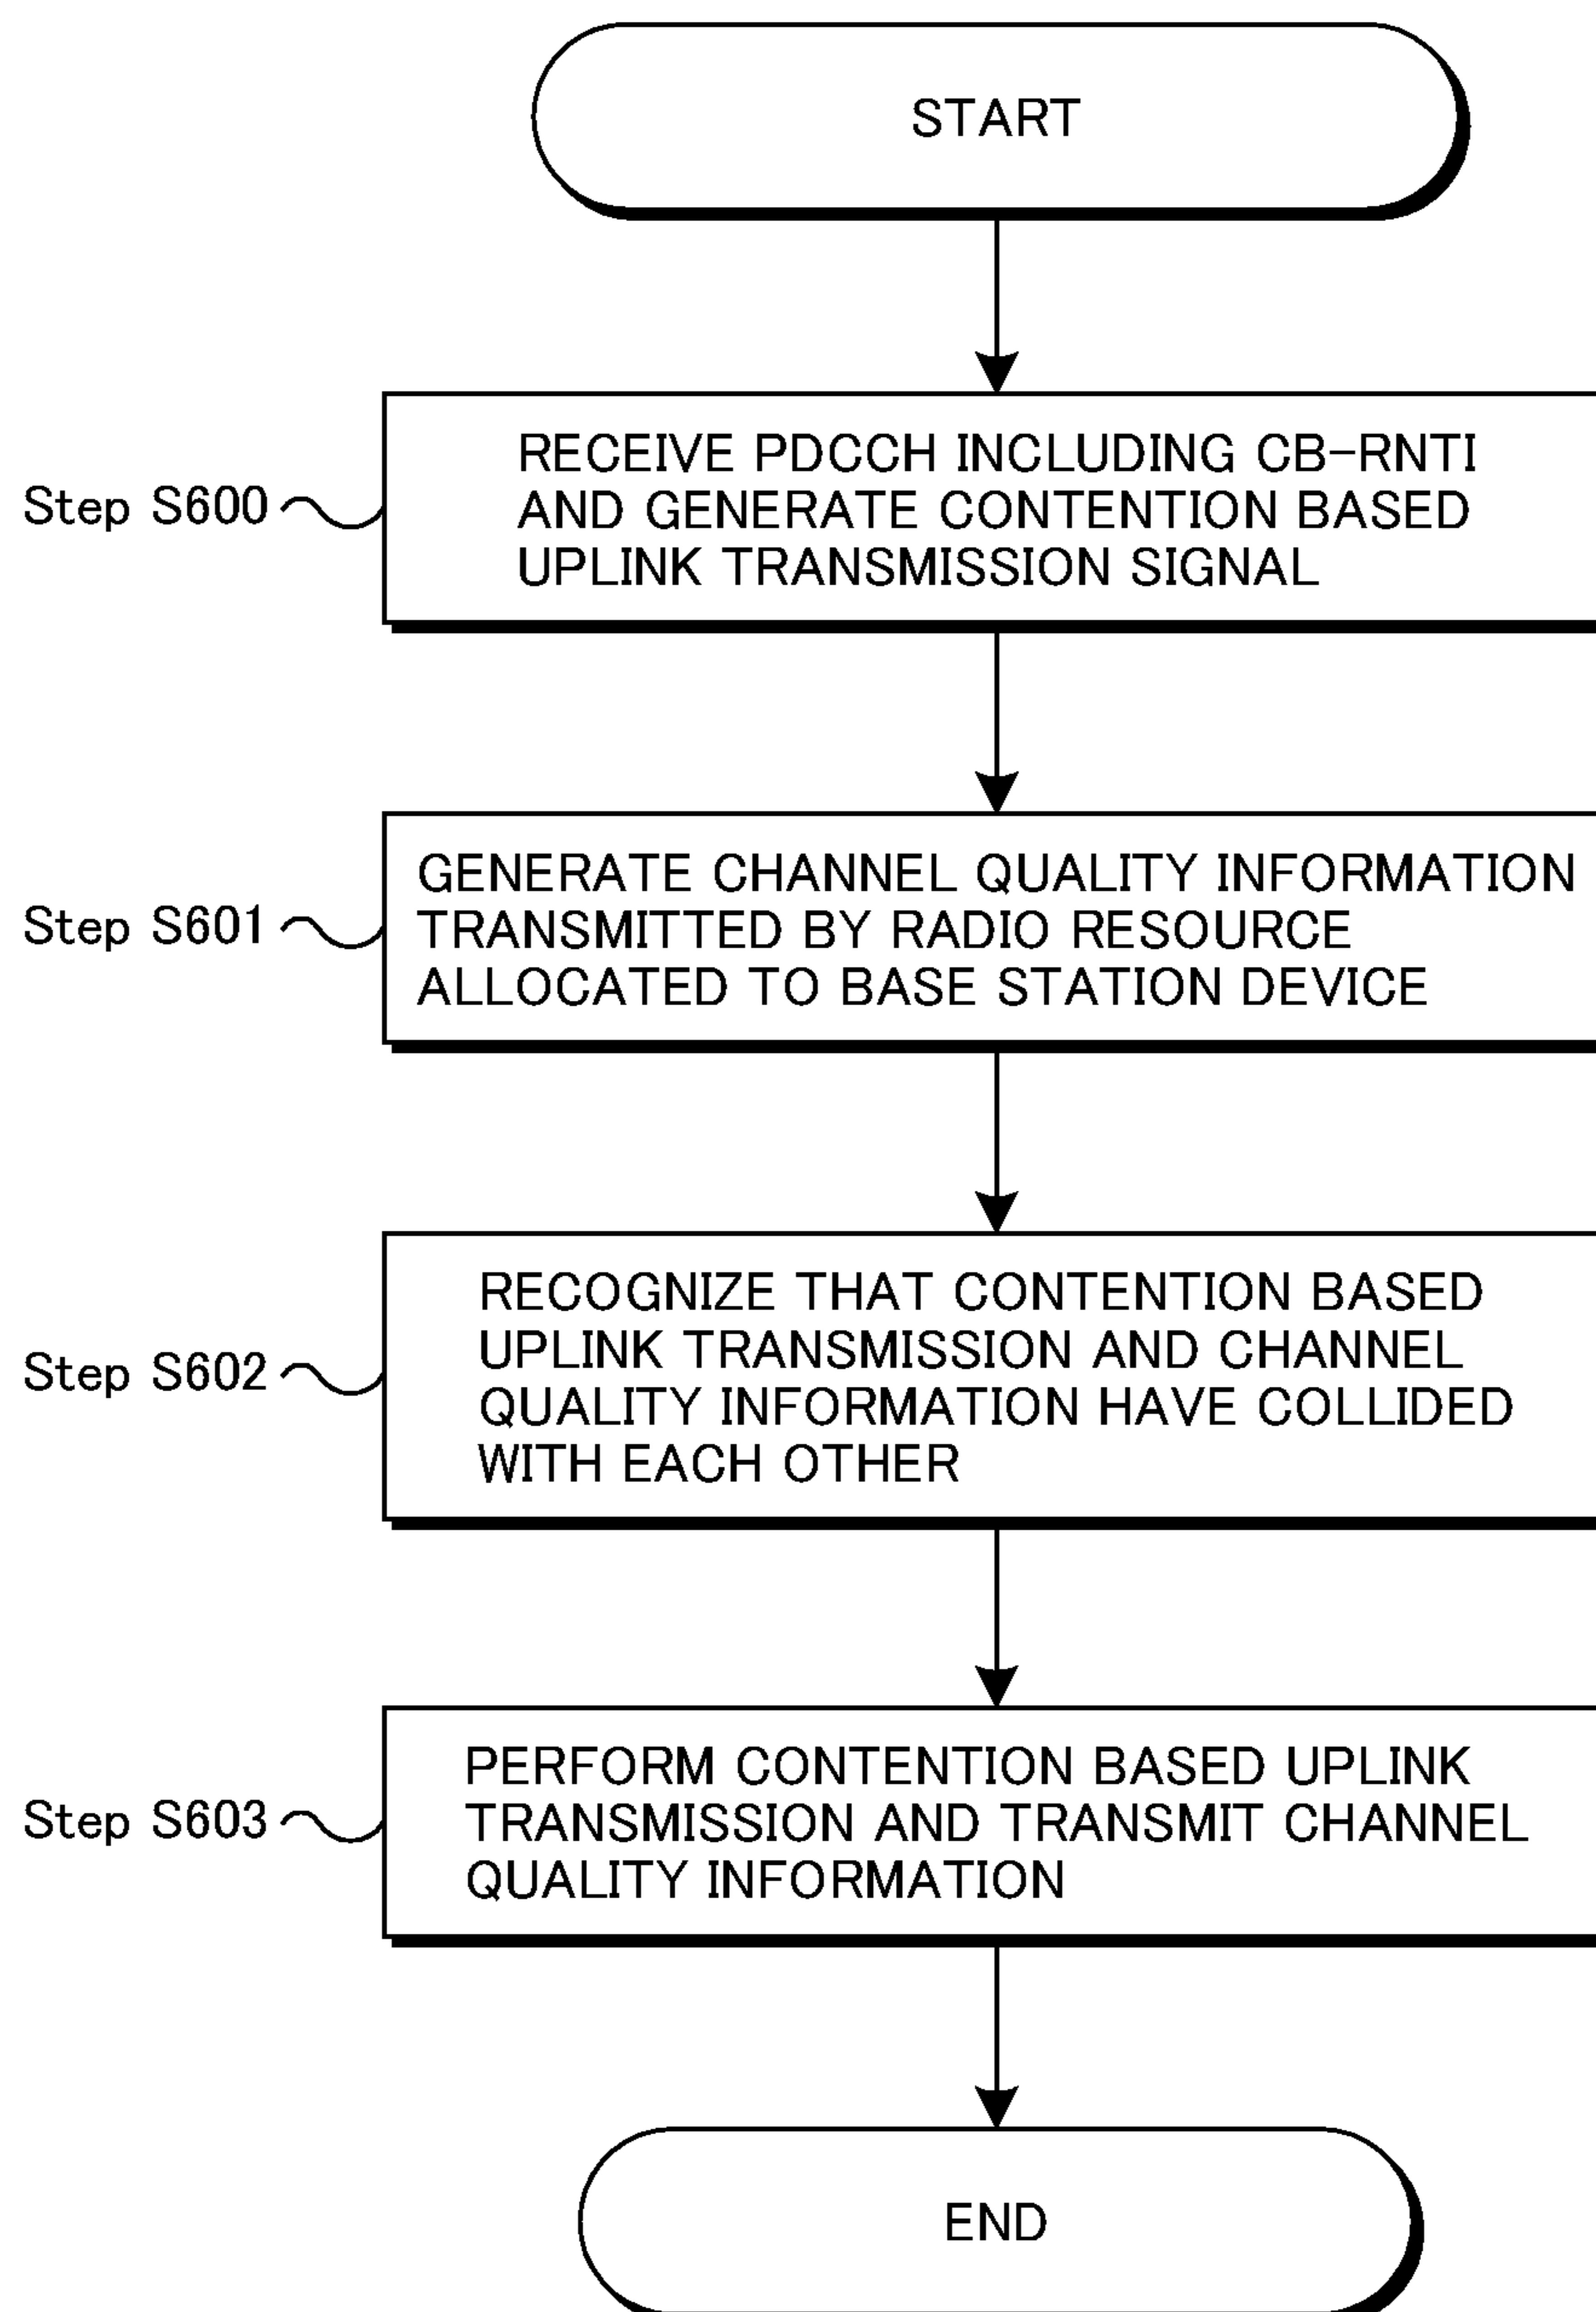 START
RECEIVE PDCCH INCLUDING CB-RNTI
AND GENERATE CONTENTION BASED
UPLINK TRANSMISSION SIGNAL
Step S600
GENERATE CHANNEL QUALITY INFORMATION
TRANSMITTED BY RADIO RESOURCE
ALLOCATED TO BASE STATION DEVICE
Step S601
RECOGNIZE THAT CONTENTION BASED
UPLINK TRANSMISSION AND CHANNEL
QUALITY INFORMATION HAVE COLLIDED
WITH EACH OTHER
Step S602
PERFORM CONTENTION BASED UPLINK
TRANSMISSION AND TRANSMIT CHANNEL
QUALITY INFORMATION
Step S603
END